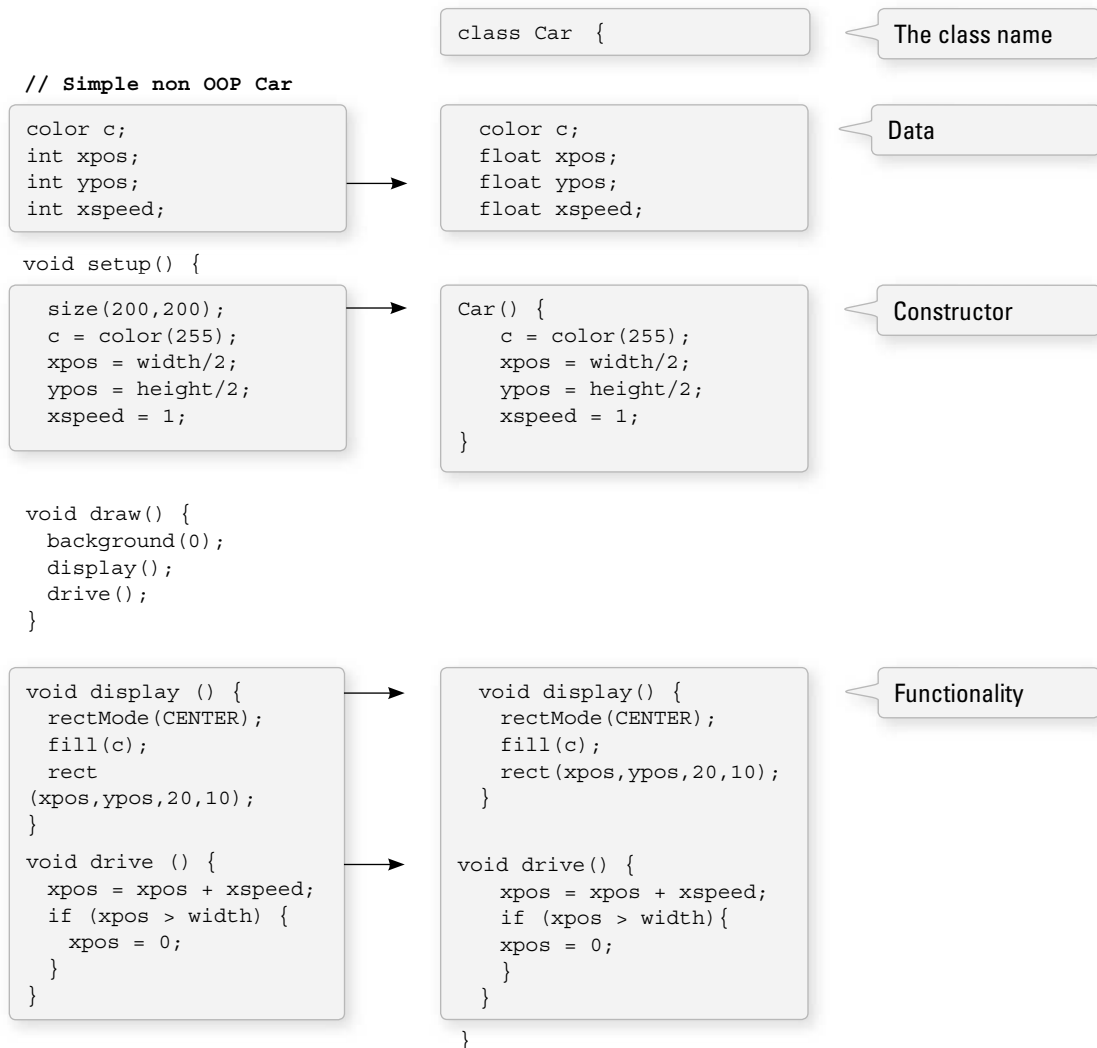 class Car {
The class name
// Simple non OOP Car
color c;
int xpos;
int ypos;
int xspeed;
color c;
float xpos;
float ypos;
float xspeed;
Data
void setup() {
size(200,200);
c = color(255);
xpos = width/2;
ypos = height/2;
xspeed = 1;
Car() {
c = color(255);
xpos = width/2;
ypos = height/2;
xspeed = 1;
}
Constructor
void draw() {
background(0);
display();
drive();
}
void display () {
rectMode(CENTER);
fill(c);
rect
(xpos,ypos,20,10);
}
void drive () {
xpos = xpos + xspeed;
if (xpos > width) {
xpos = 0;
}
}
void display() {
rectMode(CENTER);
fill(c);
rect(xpos,ypos,20,10);
}
void drive() {
xpos = xpos + xspeed;
if (xpos > width){
xpos = 0;
}
}
}
Functionality